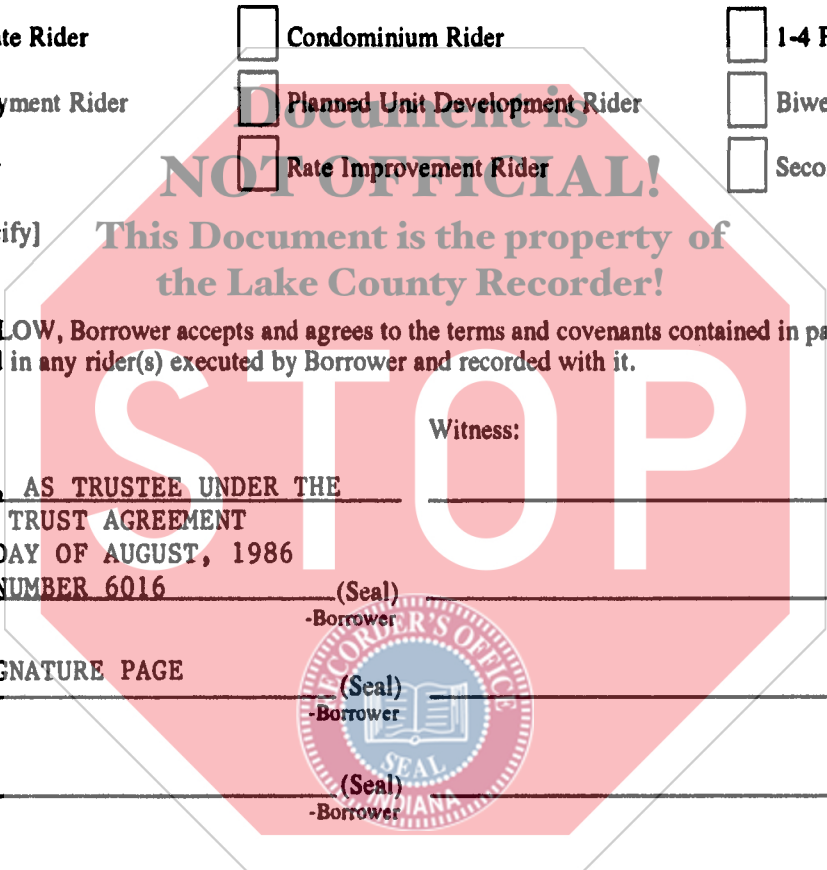 te Rider Condominium Rider 1-4 F
yment Rider Planned Unit Development Rider Biwe
Document is
NOT OFFICIAL!
Rate Improvement Rider Seco
ify]
This Document is the property of
the Lake County Recorder!
LOW, Borrower accepts and agrees to the terms and covenants contained in pa
in any rider(s) executed by Borrower and recorded with it.
STOP
Witness:
AS TRUSTEE UNDER THE
TRUST AGREEMENT
DAY OF AUGUST, 1986
NUMBER 6016 (Seal)
-Borrower
RECORDER'S OFFICE
GNATURE PAGE
(Seal)
-Borrower
SEAL
INDIANA
(Seal)
-Borrower